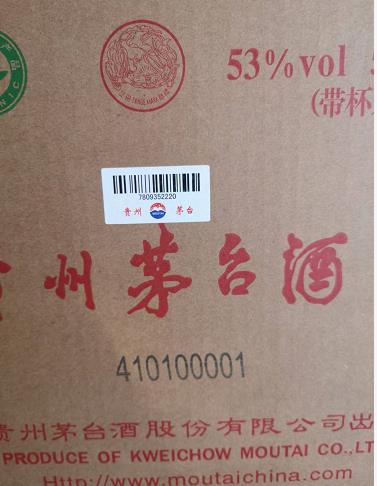 53%vol
(带杯
7809352220
贵州 茅台
MOUTAI
州茅台酒
410100001
贵州茅台酒股份有限公司出
PRODUCE OF KWEICHOW MOUTAI CO.,LT
http://www.moutaichina.com